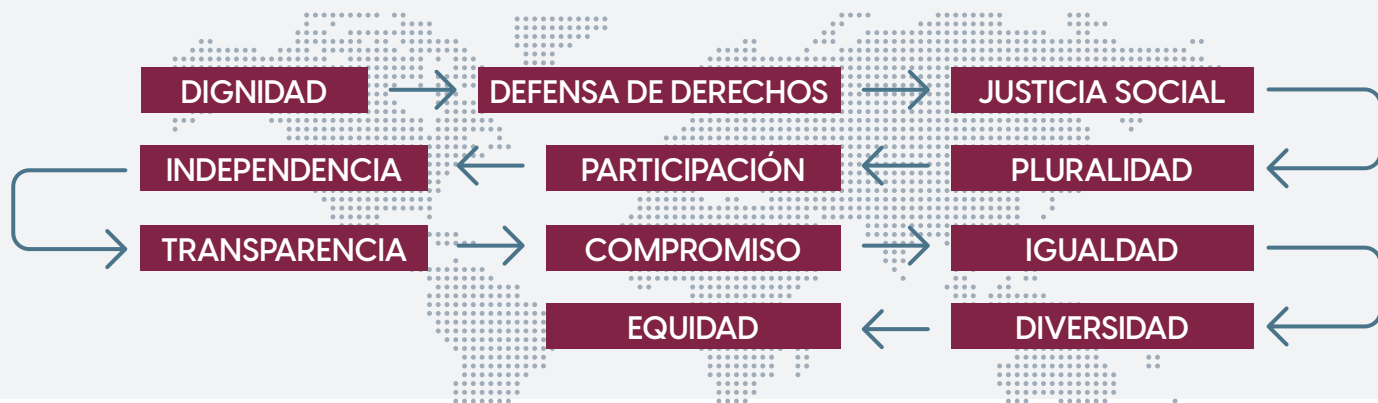 DIGNIDAD
DEFENSA DE DERECHOS
JUSTICIA SOCIAL
PLURALIDAD
PARTICIPACIÓN
INDEPENDENCIA
TRANSPARENCIA
COMPROMISO
IGUALDAD
DIVERSIDAD
EQUIDAD